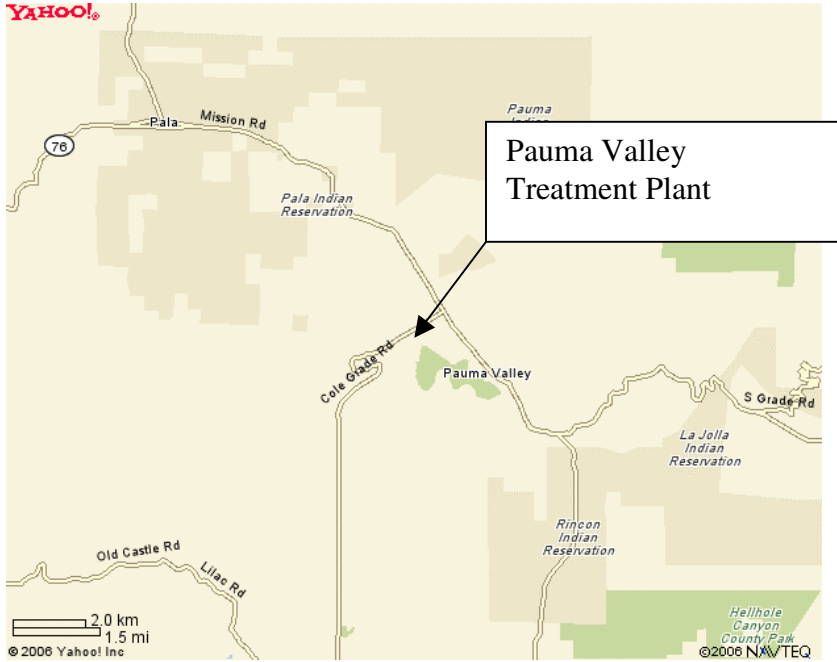 YAHOO!®
Pala
Mission Rd
76
Pauma
Pauma Valley
Treatment Plant
Pala Indian
Reservation
Cole Grade Rd
Pauma Valley
S Grade Rd
La Jolla
Indian
Reservation
Rincon
Indian
Reservation
Old Castle Rd
Lilac Rd
2.0 km
1.5 mi
Hellhole
Canyon
County Park
© 2006 Yahoo! Inc
©2006 NAVTEQ